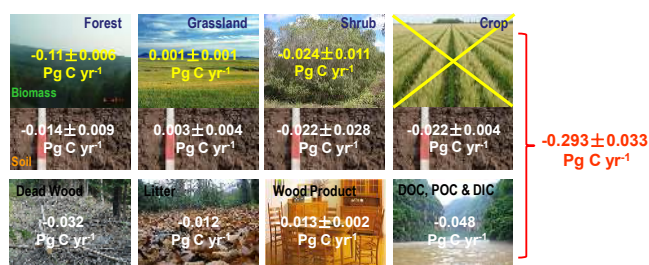 Forest
Grassland
Shrub
Crop
-0.11±0.006
Pg C yr-1
0.001±0.001
Pg C yr-1
-0.024±0.011
Pg C yr-1
Biomass
-0.014±0.009
Pg C yr-1
0.003±0.004
Pg C yr-1
-0.022±0.028
Pg C yr-1
-0.022±0.004
Pg C yr-1
Soil
-0.293±0.033
Pg C yr-1
Dead Wood
Litter
Wood Product
DOC, POC & DIC
-0.032
Pg C yr-1
-0.012
Pg C yr-1
0.013±0.002
Pg C yr-1
-0.048
Pg C yr-1